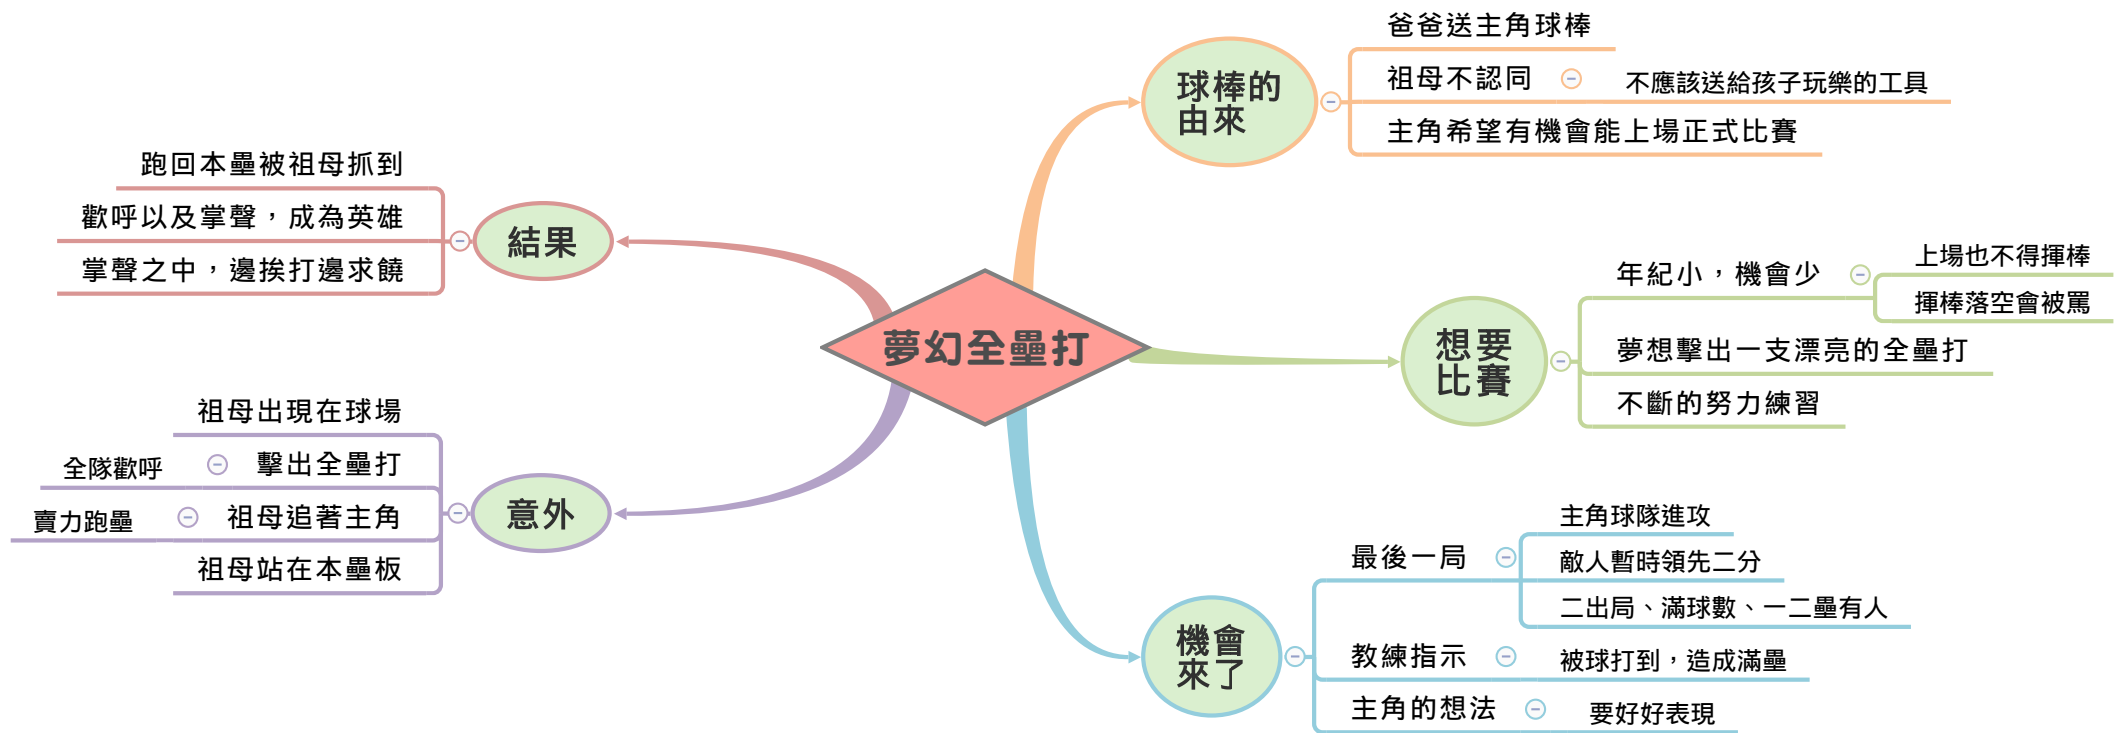 夢幻全壘打
球棒的
由來
爸爸送主角球棒
祖母不認同
不應該送給孩子玩樂的工具
主角希望有機會能上場正式比賽
想要
比賽
年紀小，機會少
上場也不得揮棒
揮棒落空會被罵
夢想擊出一支漂亮的全壘打
不斷的努力練習
機會
來了
最後一局
主角球隊進攻
敵人暫時領先二分
二出局、滿球數、一二壘有人
教練指示
被球打到，造成滿壘
主角的想法
要好好表現
意外
祖母出現在球場
擊出全壘打
全隊歡呼
祖母追著主角
賣力跑壘
祖母站在本壘板
結果
跑回本壘被祖母抓到
歡呼以及掌聲，成為英雄
掌聲之中，邊挨打邊求饒